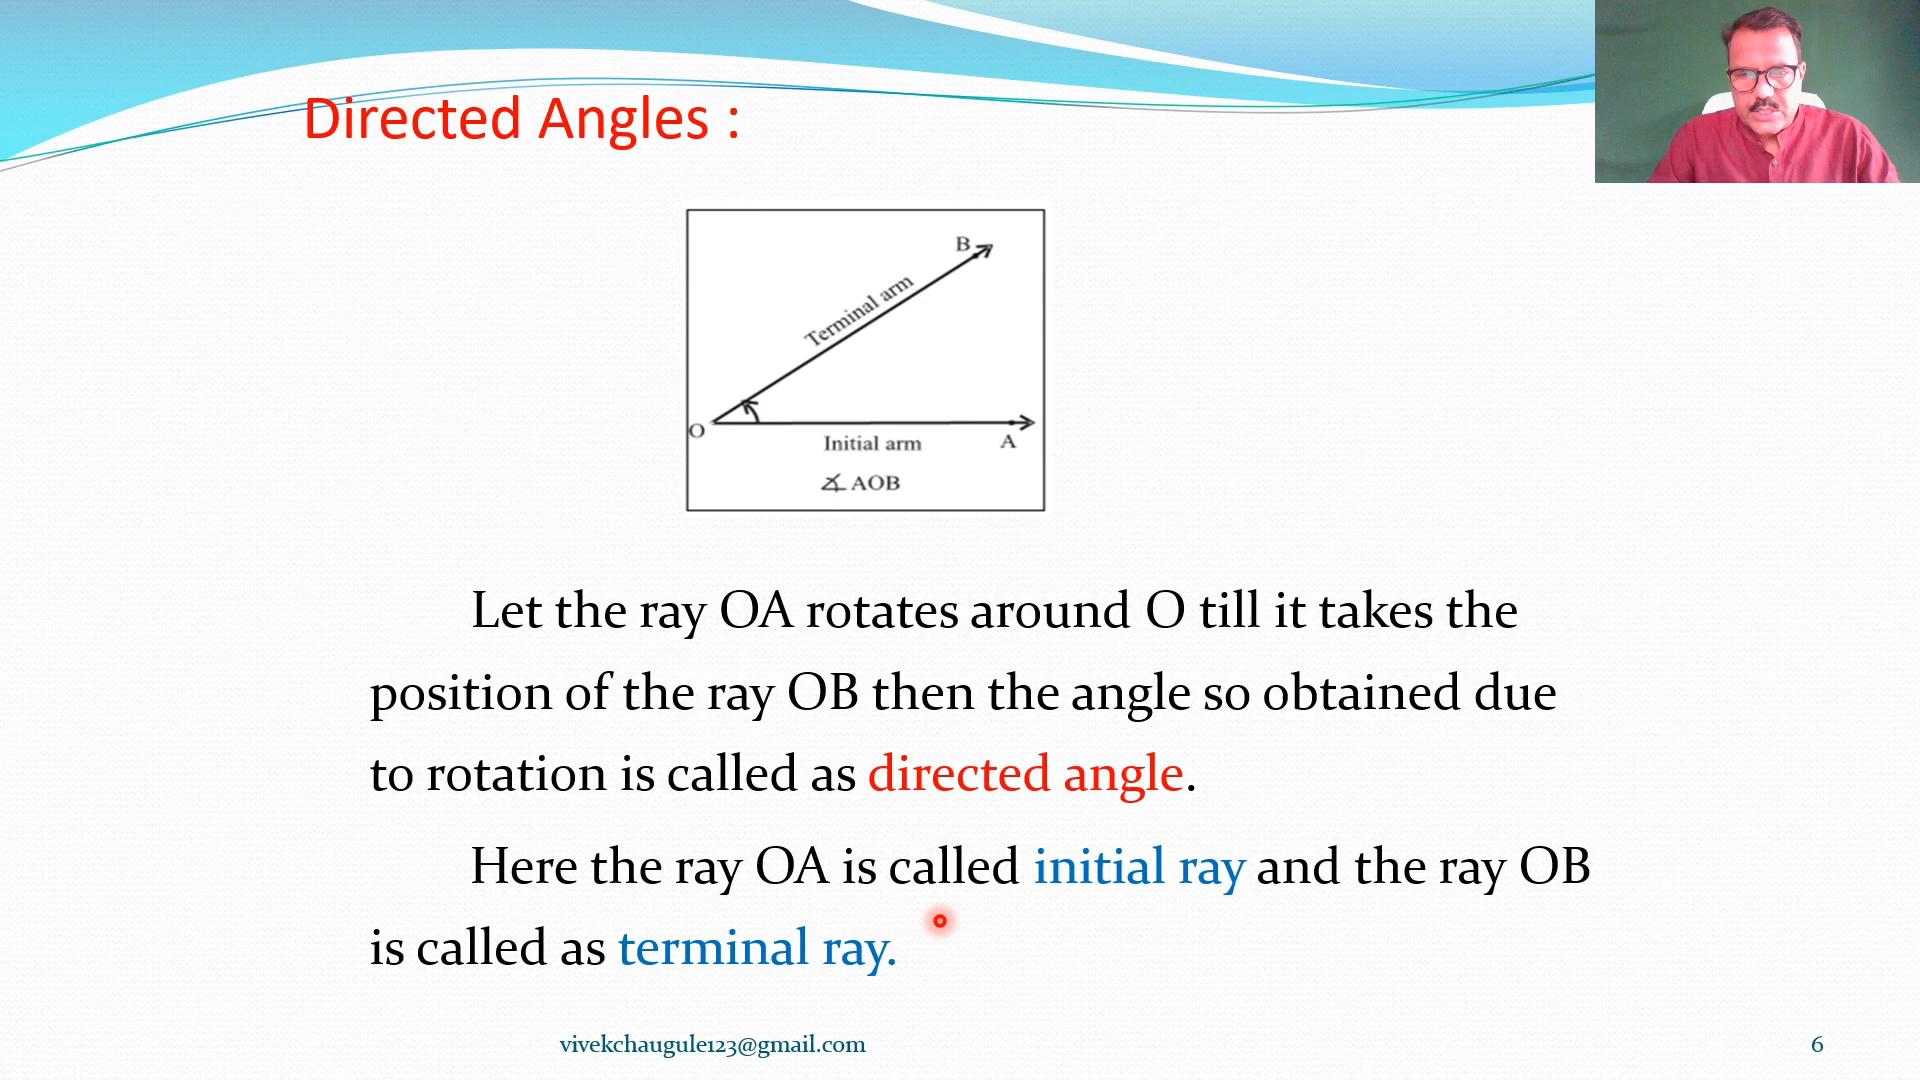 Directed Angles :
B
Terminal arm
O
Initial arm
A
∡ AOB
Let the ray OA rotates around O till it takes the
position of the ray OB then the angle so obtained due
to rotation is called as directed angle.
Here the ray OA is called initial ray and the ray OB
is called as terminal ray.
vivekchaugule123@gmail.com
6